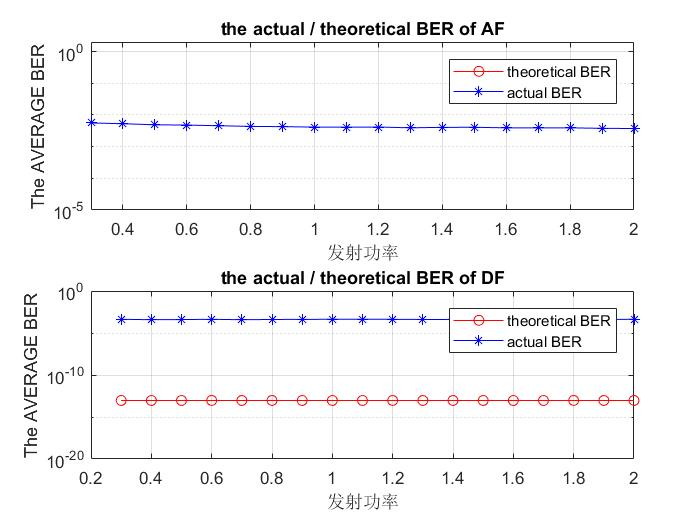 the actual / theoretical BER of AF
The AVERAGE BER
10^0
10^-5
theoretical BER
actual BER
0.4 0.6 0.8 1 1.2 1.4 1.6 1.8 2
发射功率
the actual / theoretical BER of DF
The AVERAGE BER
10^0
10^-10
10^-20
theoretical BER
actual BER
0.2 0.4 0.6 0.8 1 1.2 1.4 1.6 1.8 2
发射功率